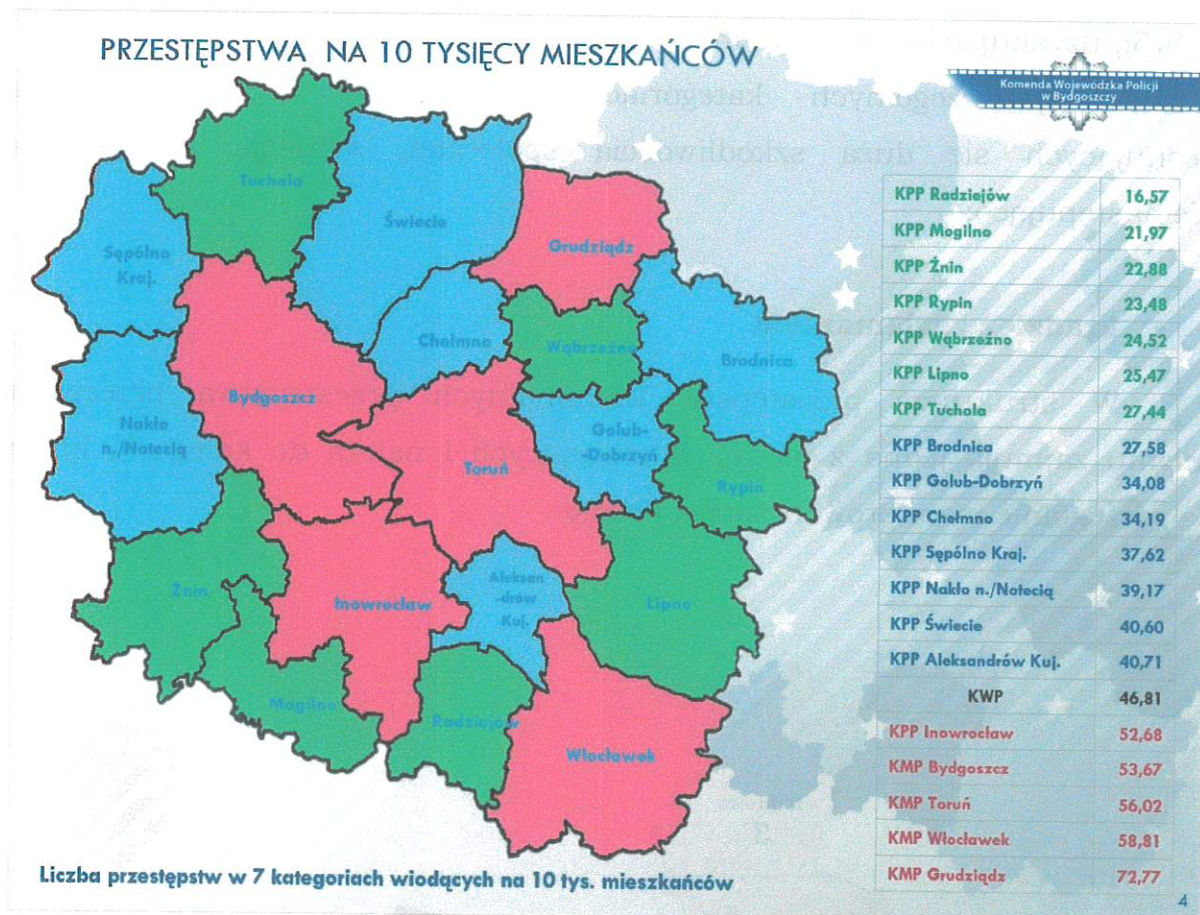 PRZESTĘPSTWA NA 10 TYSIĘCY MIESZKAŃCÓW
Komenda Wojewódzka Policji
w Bydgoszczy
Tuchola
Świecie
Sępólno
Kraj.
Grudziądz
Chełmno
Wąbrzeźno
Brodnica
Bydgoszcz
Nakło
n./Notecią
Golub-
-Dobrzyń
Toruń
Rypin
Żnin
Inowrocław
Aleksan
-drów
Kuj.
Lipno
Mogilno
Radziejów
Włocławek
KPP Radziejów 16,57
KPP Mogilno 21,97
KPP Żnin 22,88
KPP Rypin 23,48
KPP Wąbrzeźno 24,52
KPP Lipno 25,47
KPP Tuchola 27,44
KPP Brodnica 27,58
KPP Golub-Dobrzyń 34,08
KPP Chełmno 34,19
KPP Sępólno Kraj. 37,62
KPP Nakło n./Notecią 39,17
KPP Świecie 40,60
KPP Aleksandrów Kuj. 40,71
KWP 46,81
KPP Inowrocław 52,68
KMP Bydgoszcz 53,67
KMP Toruń 56,02
KMP Włocławek 58,81
KMP Grudziądz 72,77
Liczba przestępstw w 7 kategoriach wiodących na 10 tys. mieszkańców
4